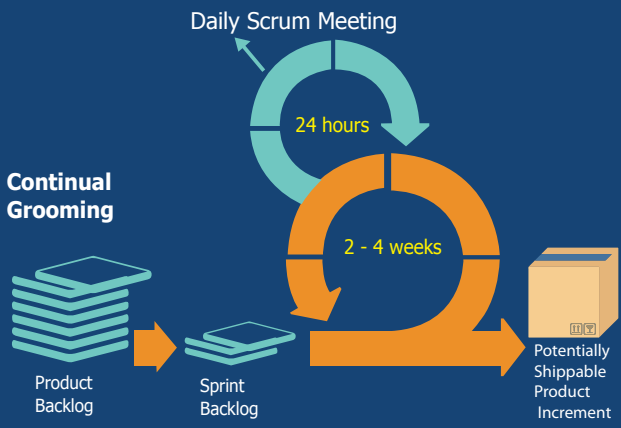 Daily Scrum Meeting
24 hours
Continual
Grooming
2 - 4 weeks
Product
Backlog
Sprint
Backlog
Potentially
Shippable
Product
Increment